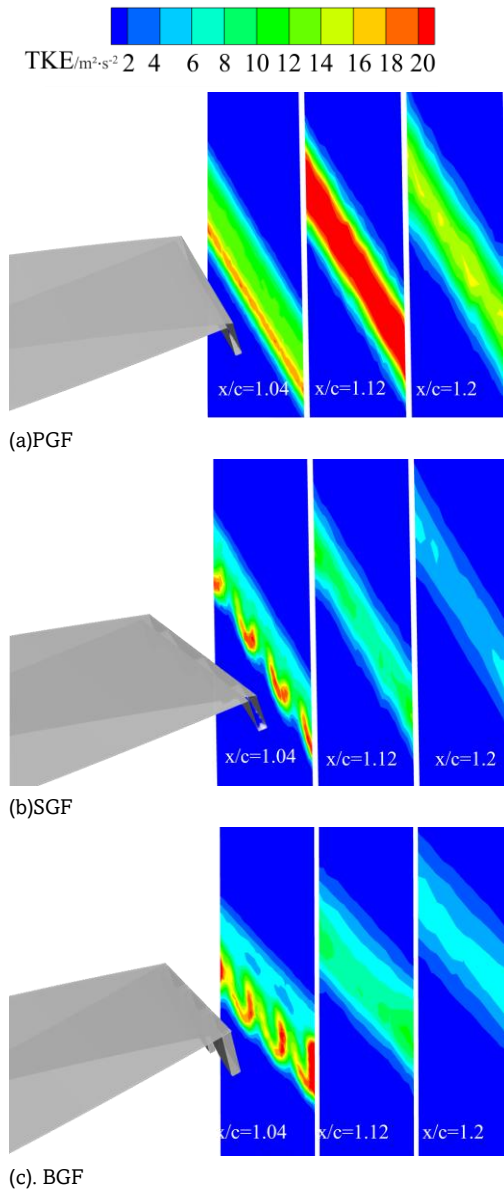 TKE/m²·s⁻² 2 4 6 8 10 12 14 16 18 20
x/c=1.04 x/c=1.12 x/c=1.2
(a)PGF
x/c=1.04 x/c=1.12 x/c=1.2
(b)SGF
x/c=1.04 x/c=1.12 x/c=1.2
(c). BGF